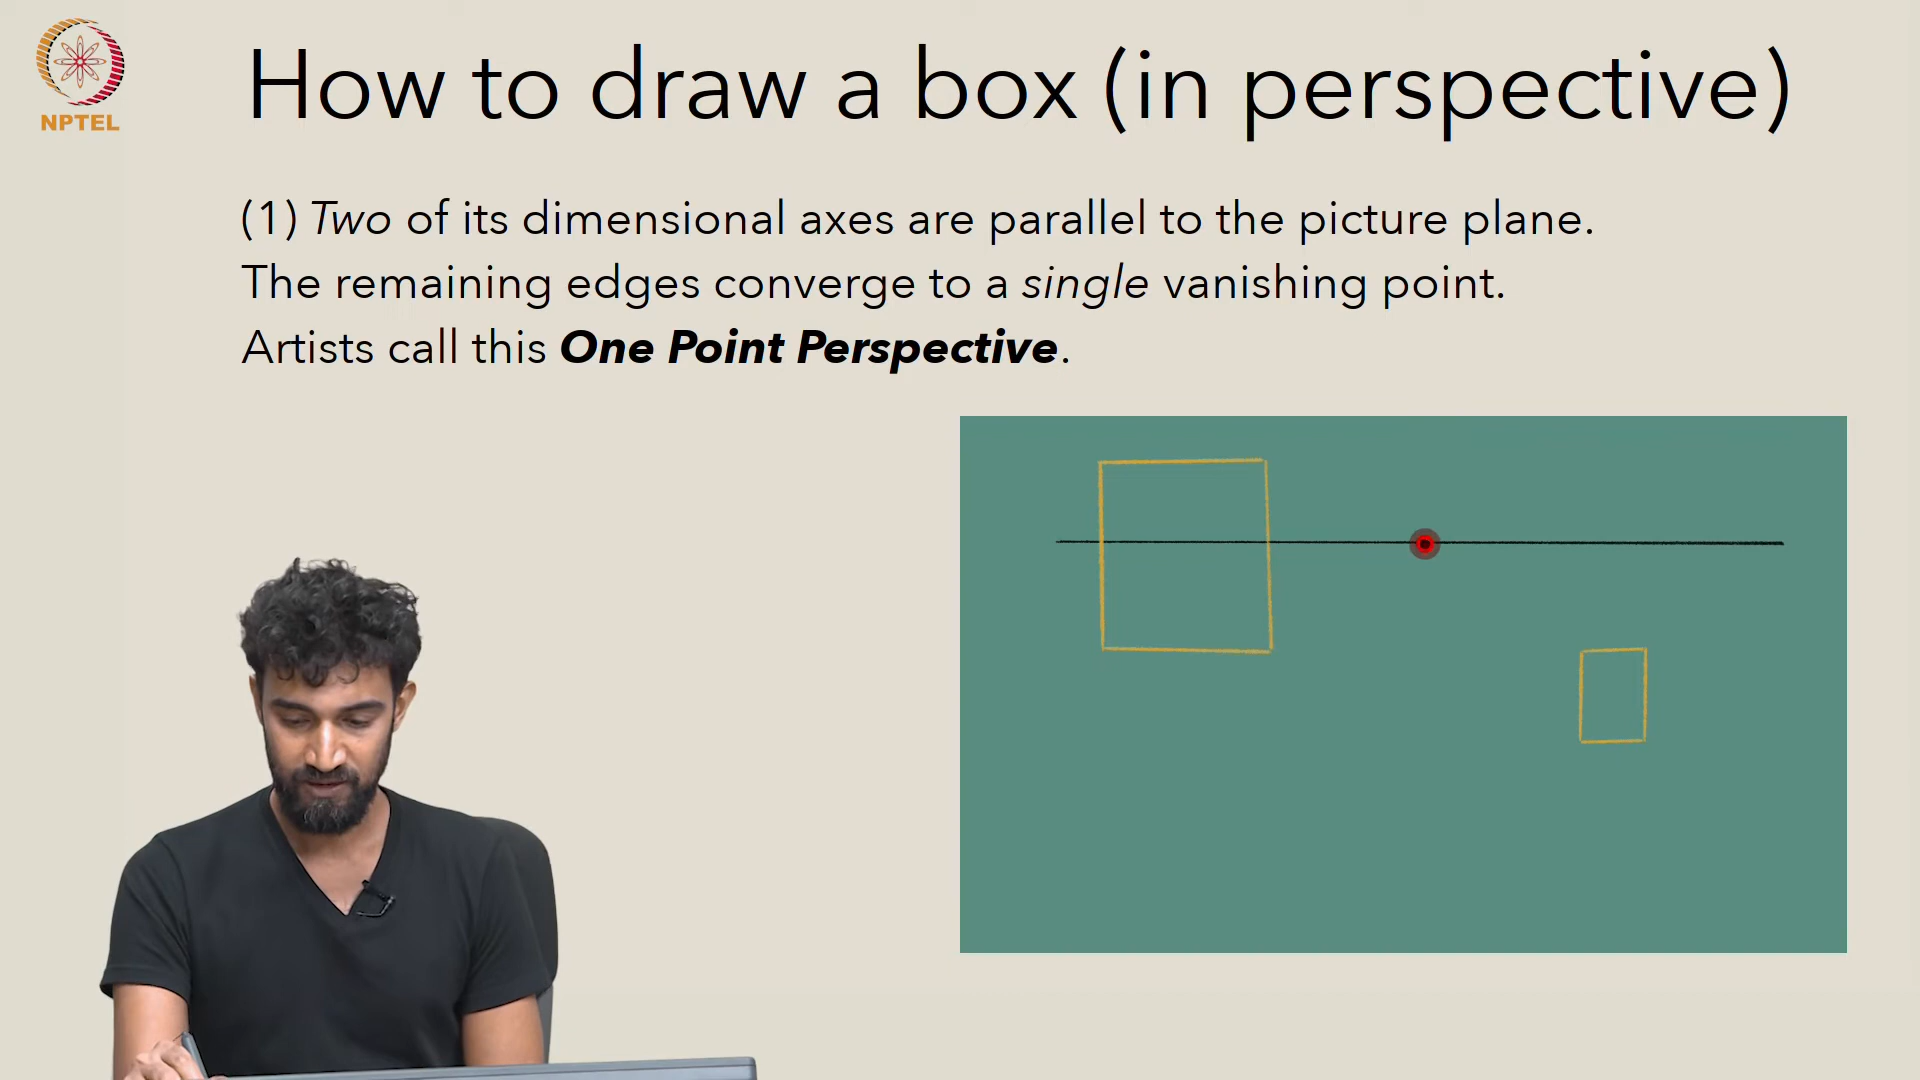 NPTEL
How to draw a box (in perspective)
(1) Two of its dimensional axes are parallel to the picture plane.
The remaining edges converge to a single vanishing point.
Artists call this One Point Perspective.